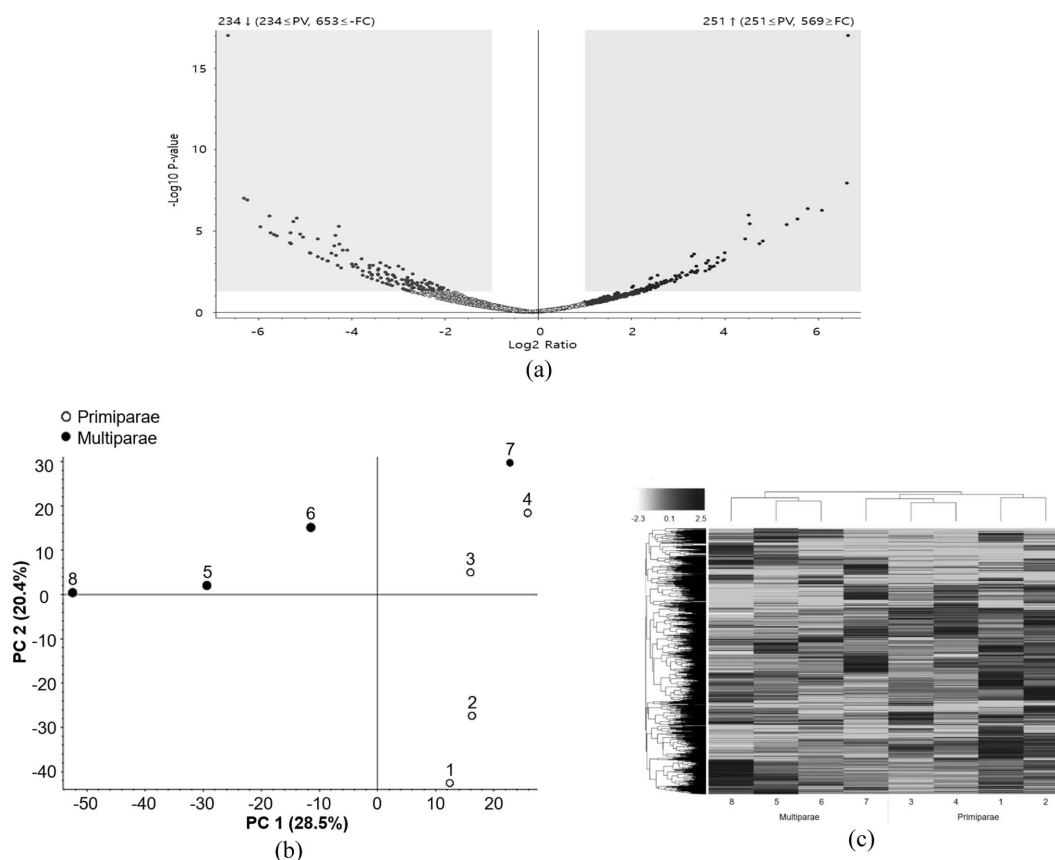 234 ↓ (234≤PV, 653≤-FC)
251 ↑ (251≤PV, 569≥FC)
-Log10 P-value
15
10
5
0
-6
-4
-2
0
2
4
6
Log2 Ratio
(a)
Primiparae
Multiparae
PC 2 (20.4%)
30
20
10
0
-10
-20
-30
-40
7
4
6
3
5
8
2
1
-50
-40
-30
-20
-10
0
10
20
PC 1 (28.5%)
(b)
-2.3 0.1 2.5
8 5 6 7 3 4 1 2
Multiparae Primiparae
(c)